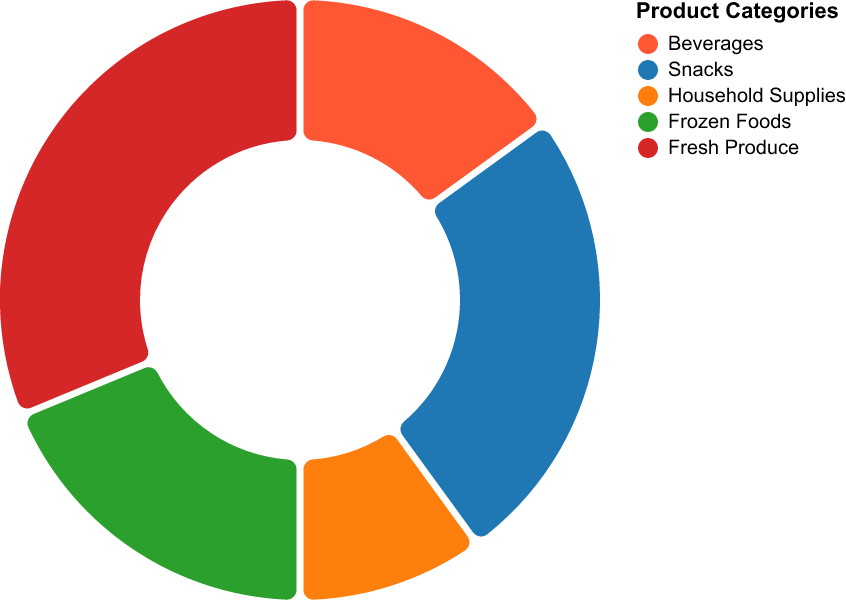 Product Categories
Beverages
Snacks
Household Supplies
Frozen Foods
Fresh Produce